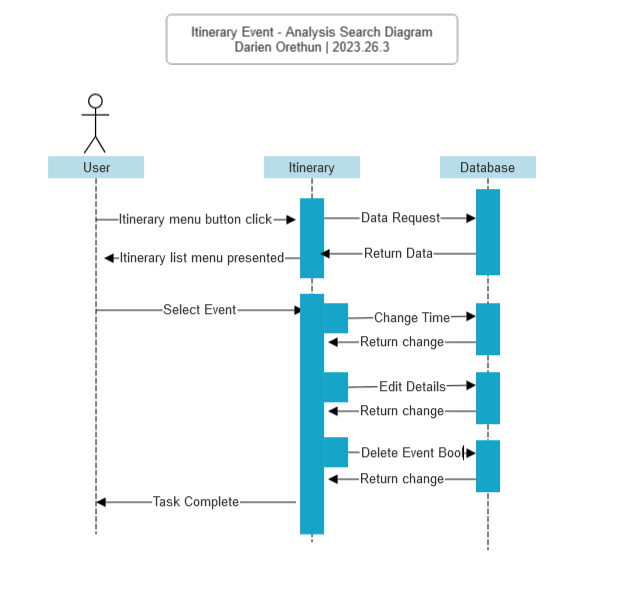 Itinerary Event - Analysis Search Diagram
Darien Orethun | 2023.26.3
User
Itinerary
Database
Itinerary menu button click
Data Request
Return Data
Itinerary list menu presented
Select Event
Change Time
Return change
Edit Details
Return change
Delete Event
Return change
Task Complete